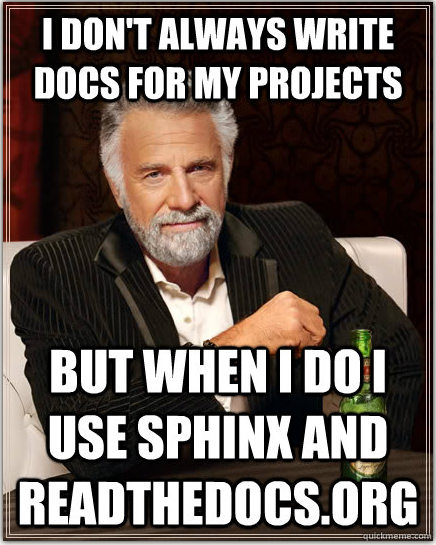 I DON'T ALWAYS WRITE
DOCS FOR MY PROJECTS
BUT WHEN I DO I
USE SPHINX AND
READTHEDOCS.ORG
quickmeme.com